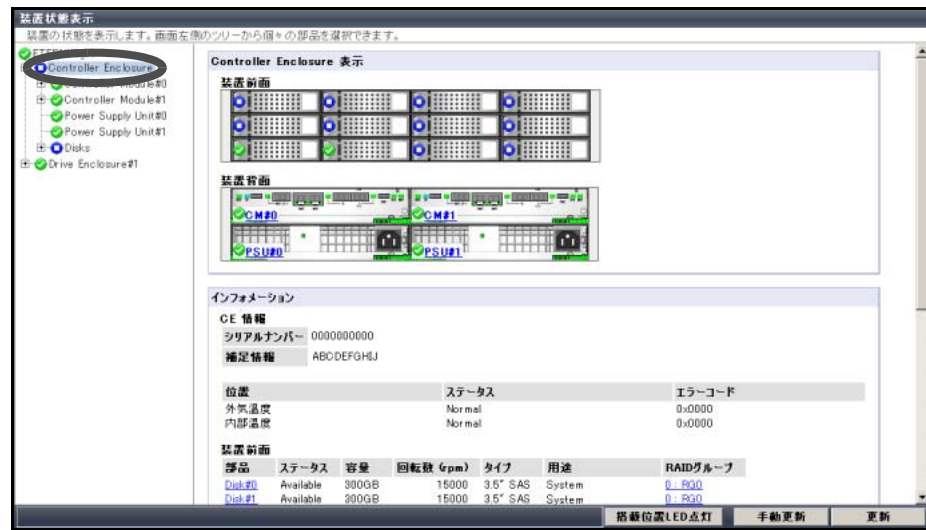 装置状態表示
装置の状態を表示します。画面左側のツリーから個々の部品を選択できます。
Controller Enclosure
Controller Module#0
Controller Module#1
Power Supply Unit#0
Power Supply Unit#1
Disks
Drive Enclosure#1
Controller Enclosure 表示
装置前面
装置背面
CM#0
CM#1
PSU#0
PSU#1
インフォメーション
CE 情報
シリアルナンバー 0000000000
補足情報 ABCDEFGHIJ
位置 ステータス エラーコード
外気温度 Normal 0x0000
内部温度 Normal 0x0000
装置前面
部品 ステータス 容量 回転数 (rpm) タイプ 用途 RAIDグループ
Disk#0 Available 300GB 15000 3.5" SAS System 0 : RG0
Disk#1 Available 300GB 15000 3.5" SAS System 0 : RG0
搭載位置LED点灯 手動更新 更新